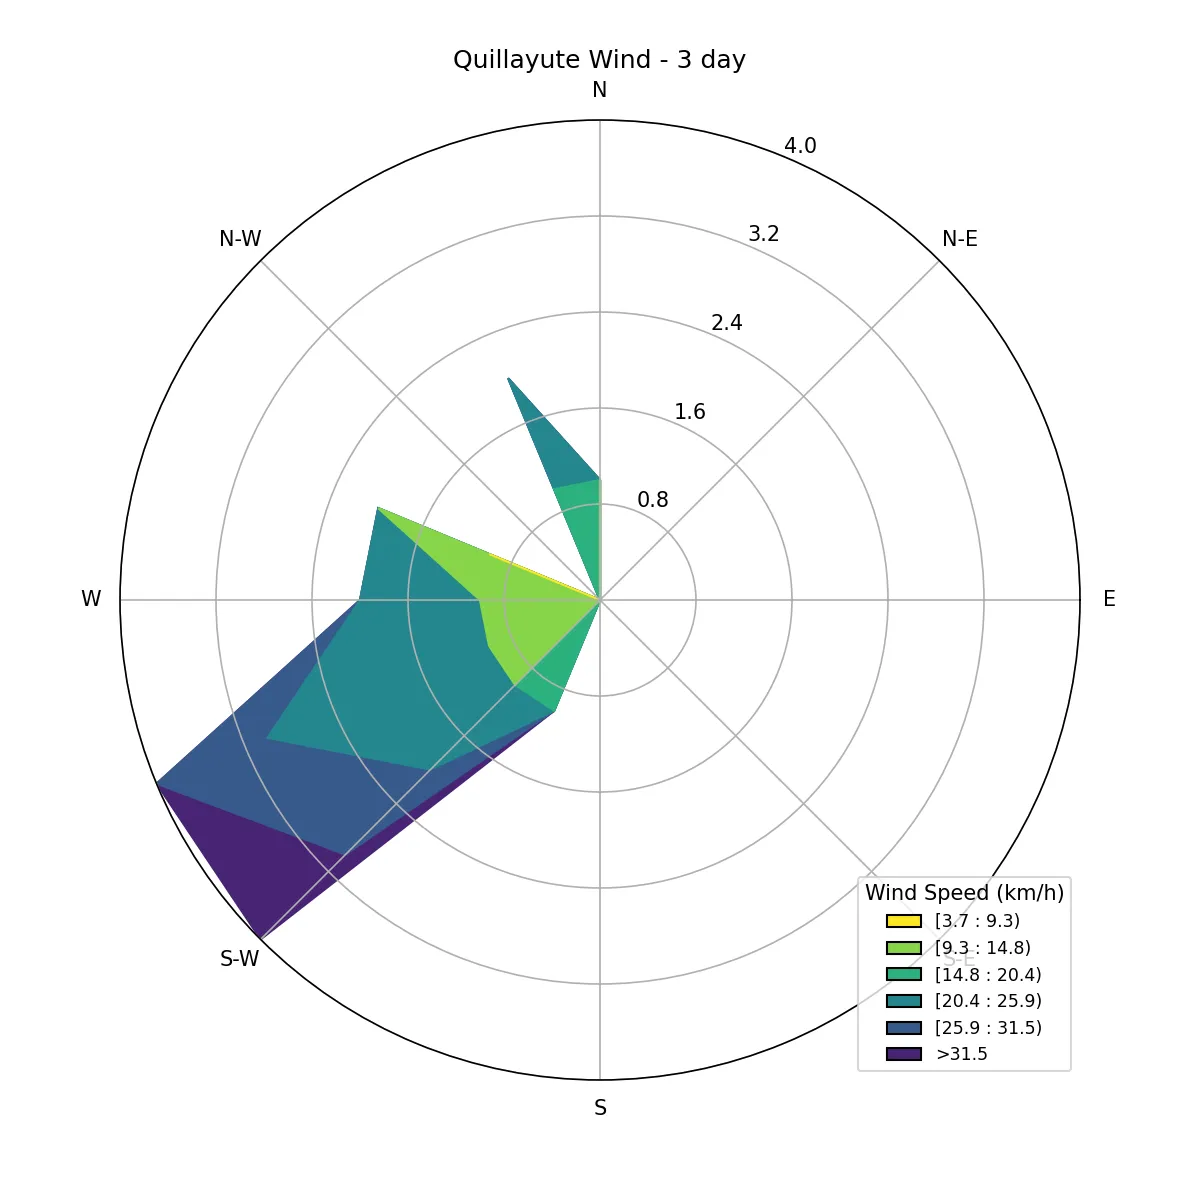 Quillayute Wind - 3 day
N
4.0
N-W
N-E
3.2
2.4
1.6
0.8
W
E
S-W
S-E
Wind Speed (km/h)
[3.7 : 9.3)
[9.3 : 14.8)
[14.8 : 20.4)
[20.4 : 25.9)
[25.9 : 31.5)
>31.5
S